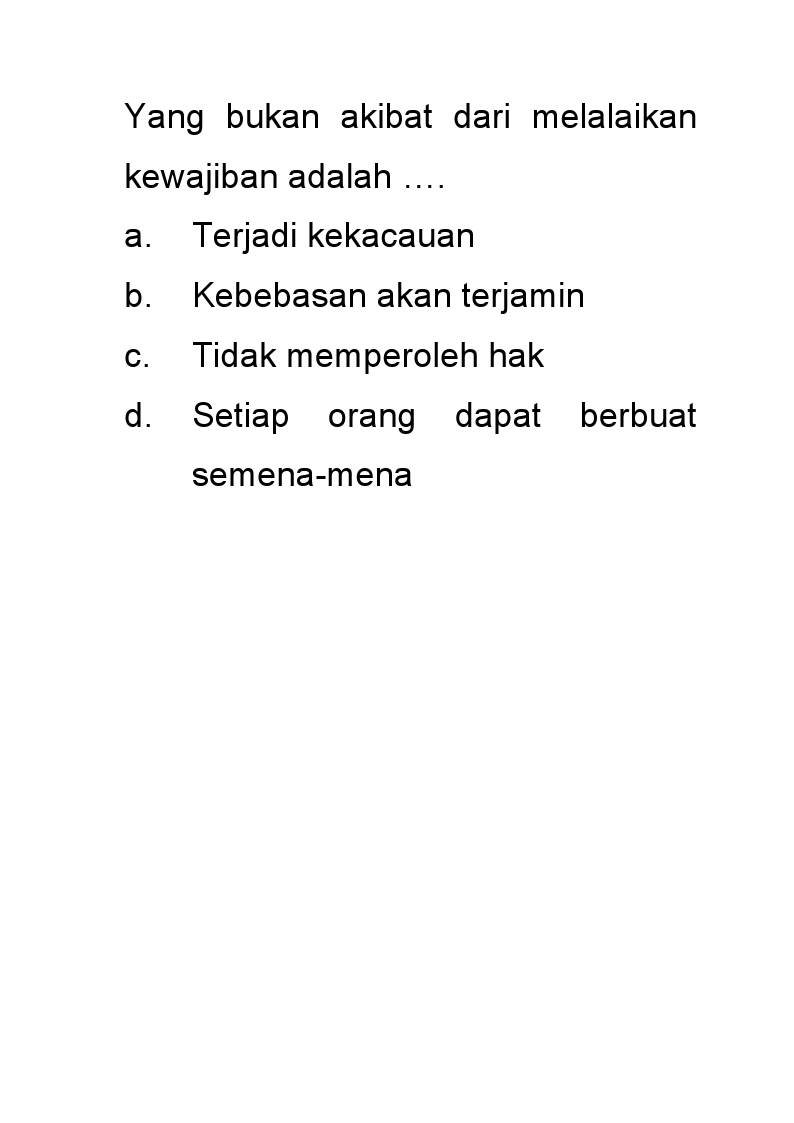 Yang bukan akibat dari melalaikan
kewajiban adalah ….
a. Terjadi kekacauan
b. Kebebasan akan terjamin
c. Tidak memperoleh hak
d. Setiap orang dapat berbuat
semena-mena